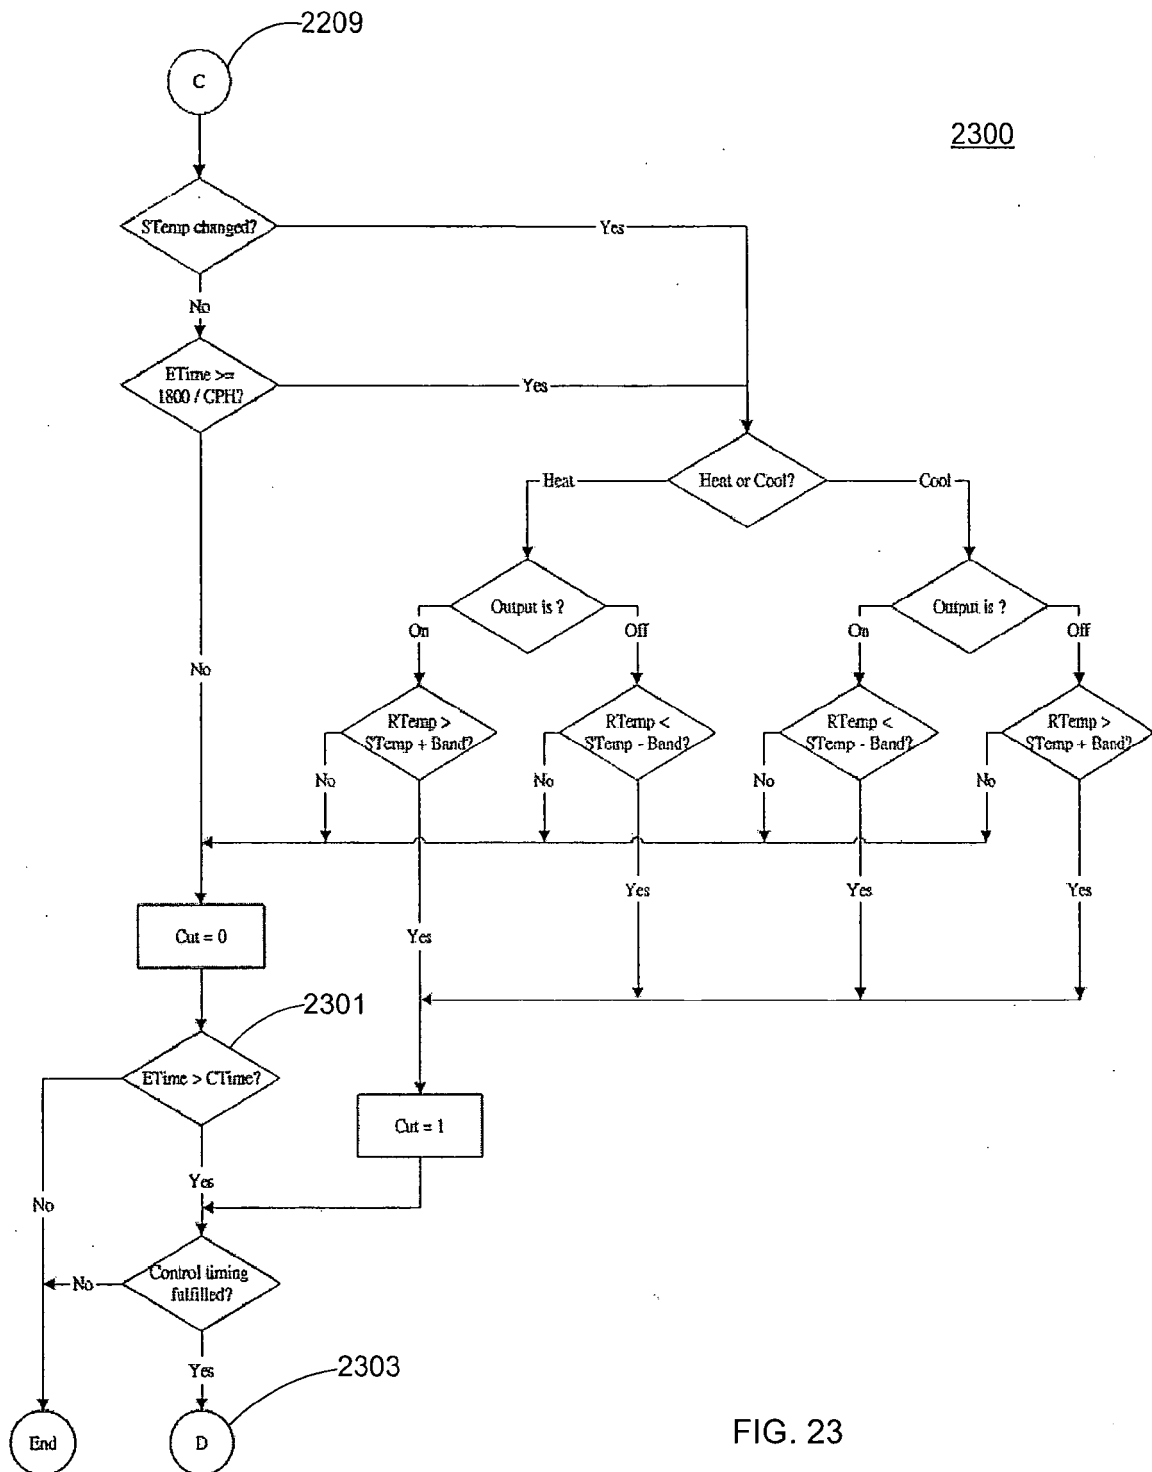 2209
C
2300
STemp changed?
Yes
No
ETime >=
1800 / CPH?
Yes
Heat or Cool?
Heat
Cool
Output is ?
Output is ?
On
Off
On
Off
No
RTemp >
STemp + Band?
RTemp <
STemp - Band?
RTemp <
STemp - Band?
RTemp >
STemp + Band?
No
No
No
No
Yes
Yes
Yes
Yes
Cut = 0
2301
ETime > CTime?
Cut = 1
Yes
No
Control timing
fulfilled?
No
Yes
2303
End
D
FIG. 23